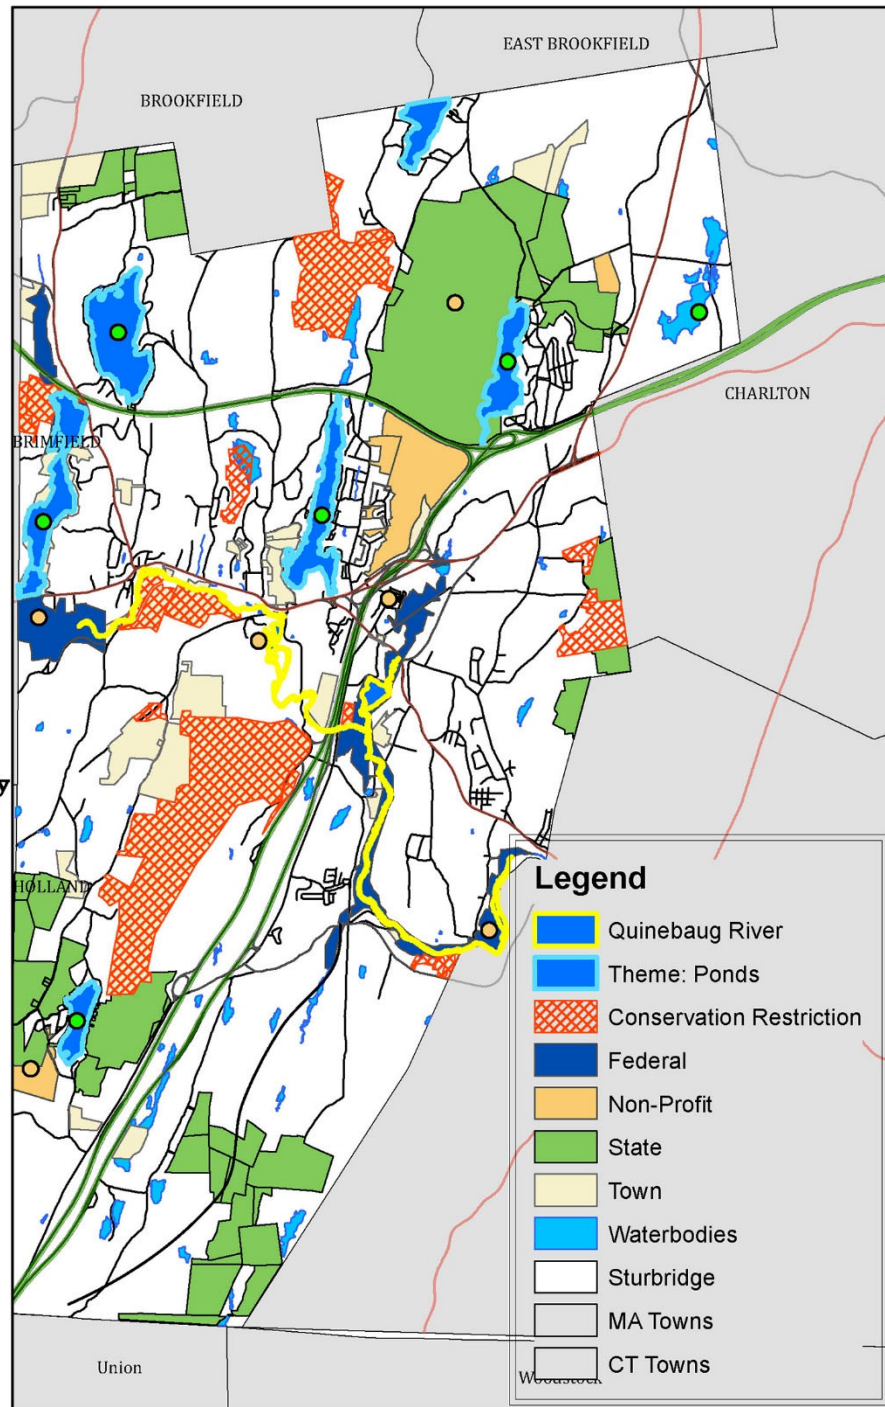 EAST BROOKFIELD
BROOKFIELD
CHARLTON
BRIMFIELD
HOLLAND
Legend
Quinebaug River
Theme: Ponds
Conservation Restriction
Federal
Non-Profit
State
Town
Waterbodies
Sturbridge
MA Towns
CT Towns
Union
Woodstock